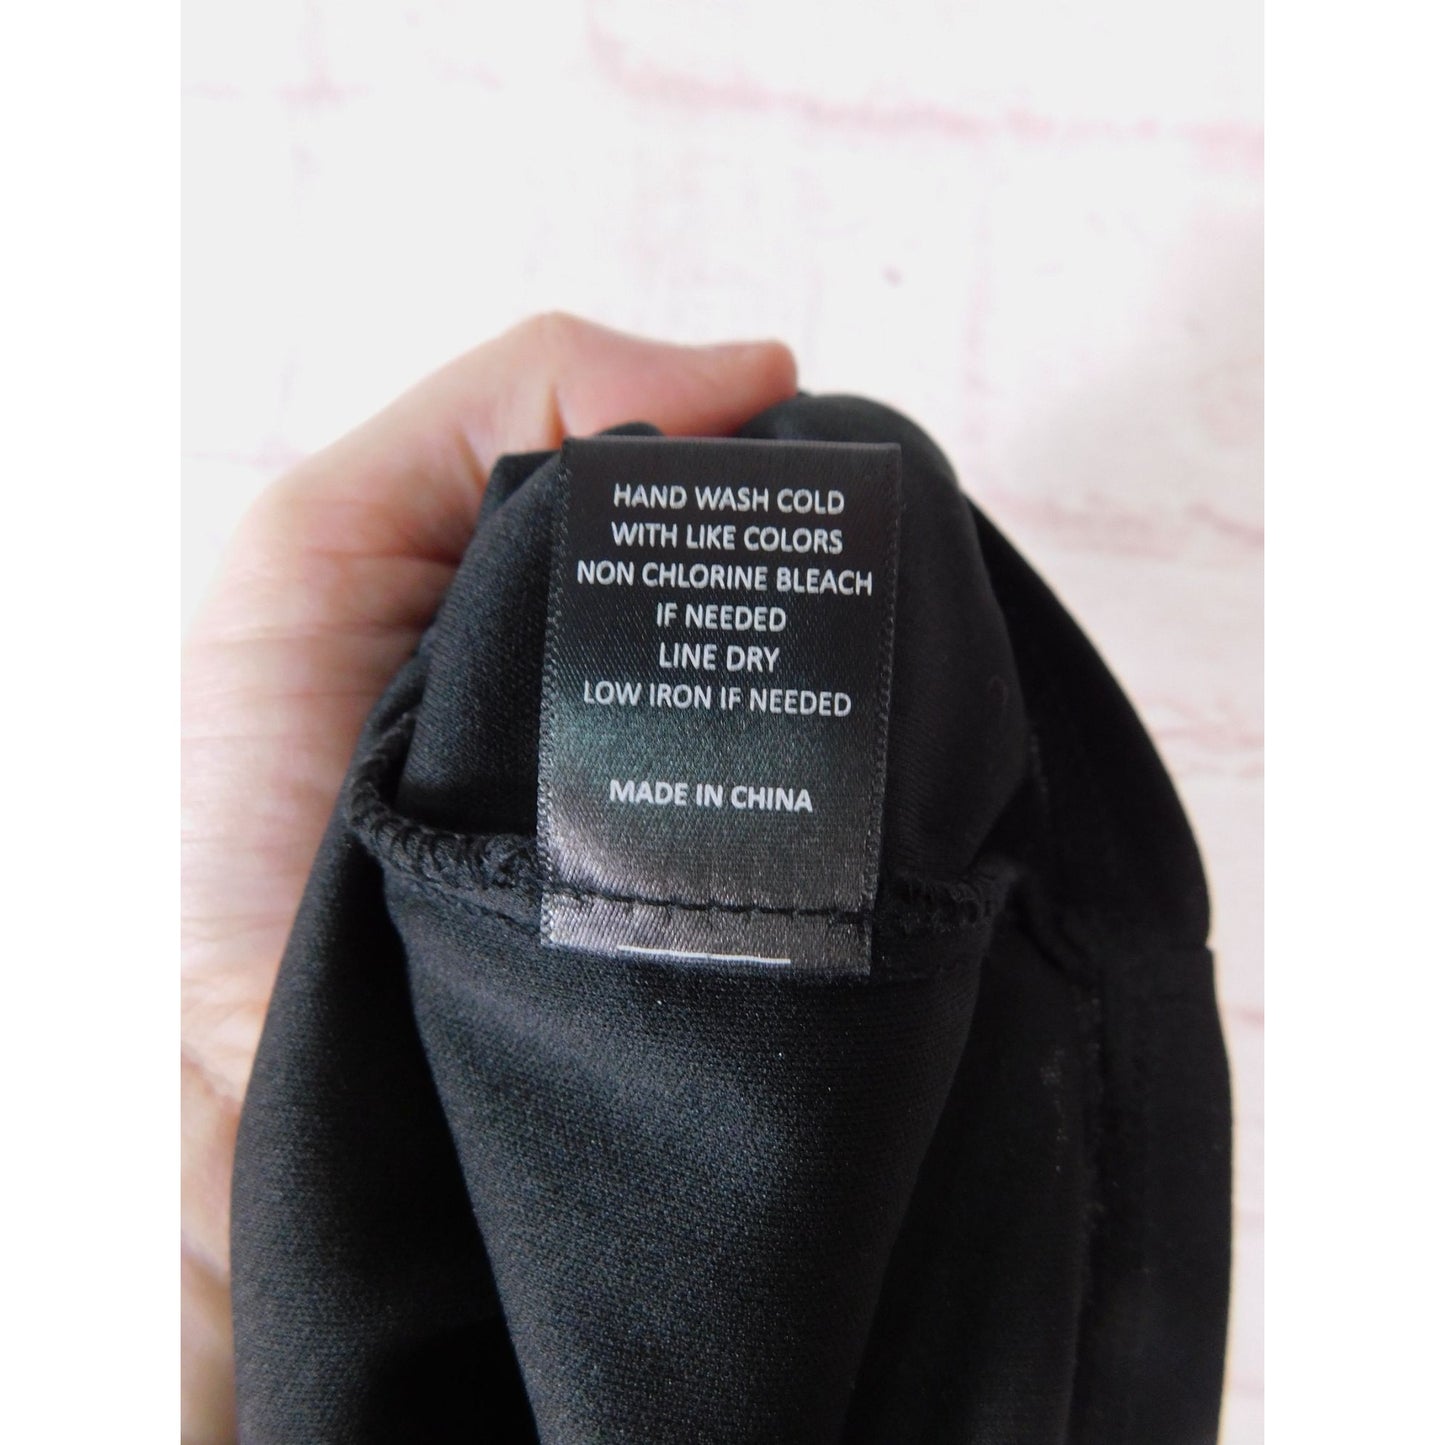 HAND WASH COLD
WITH LIKE COLORS
NON CHLORINE BLEACH
IF NEEDED
LINE DRY
LOW IRON IF NEEDED
MADE IN CHINA